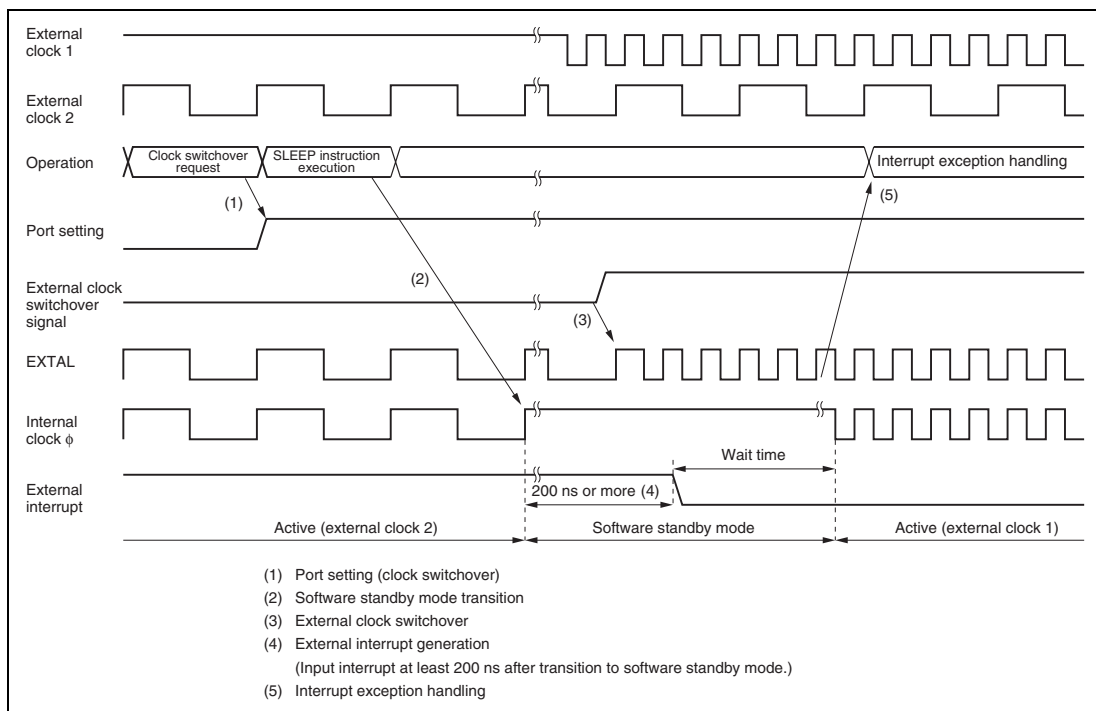 External
clock 1
External
clock 2
Operation
Clock switchover
request
SLEEP instruction
execution
Interrupt exception handling
(1)
(5)
Port setting
(2)
External clock
switchover
signal
(3)
EXTAL
Internal
clock ϕ
Wait time
External
interrupt
200 ns or more (4)
Active (external clock 2)
Software standby mode
Active (external clock 1)
(1) Port setting (clock switchover)
(2) Software standby mode transition
(3) External clock switchover
(4) External interrupt generation
(Input interrupt at least 200 ns after transition to software standby mode.)
(5) Interrupt exception handling